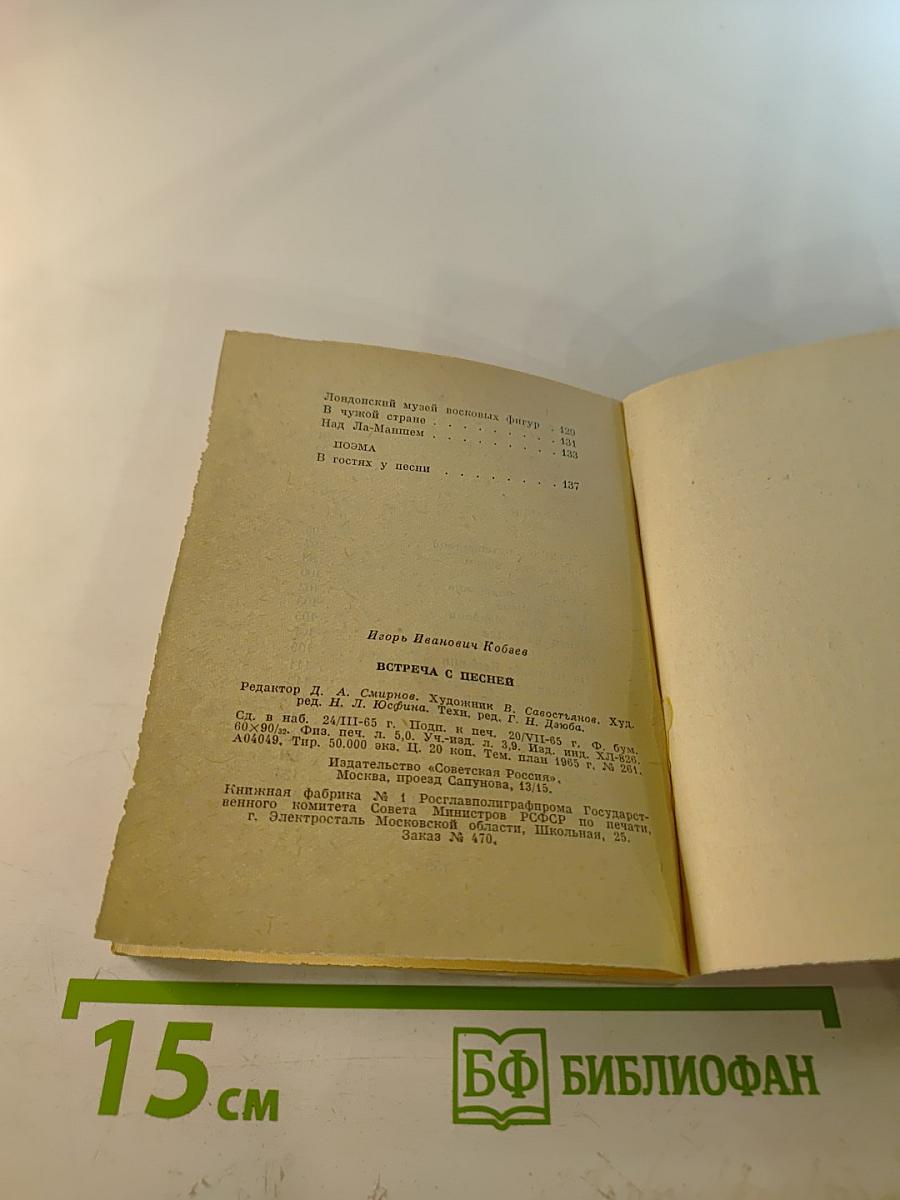 Лондонский музей восковых фигур . 129
В чужой стране . . . . . . . . . 131
Над Ла-Маншем . . . . . . . . . 133
ПОЭМА
В гостях у песни . . . . . . . . 137
Игорь Иванович Кобзев
ВСТРЕЧА С ПЕСНЕЙ
Редактор Д. А. Смирнов. Художник В. Савостьянов. Худ.
ред. Н. Л. Юсфина. Техн. ред. Г. Н. Дзюба.
Сд. в наб. 24/III-65 г. Подп. к печ. 20/VII-65 г. Ф. бум.
60×90/32. Физ. печ. л. 5,0. Уч.-изд. л. 3,9. Изд. инд. ХЛ-826.
А04049. Тир. 50.000 экз. Ц. 20 коп. Тем. план 1965 г. № 261.
Издательство «Советская Россия».
Москва, проезд Сапунова, 13/15.
Книжная фабрика № 1 Росглавполиграфпрома Государст-
венного комитета Совета Министров РСФСР по печати,
г. Электросталь Московской области, Школьная, 25.
Заказ № 470.
15 см
БФ БИБЛИОФАН